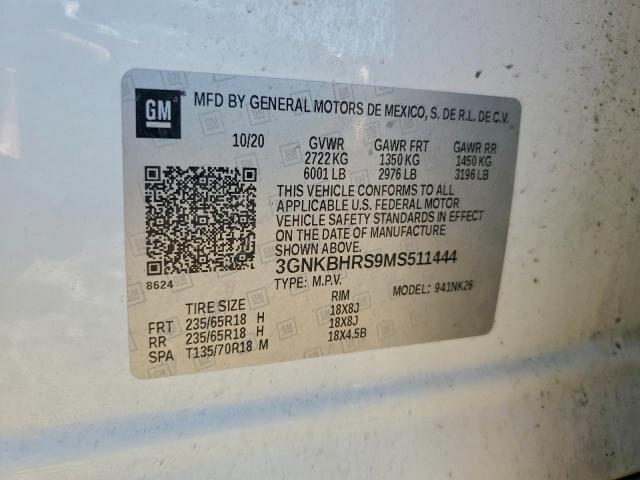 GM MFD BY GENERAL MOTORS DE MEXICO, S. DE R.L. DE C.V.
10/20 GVWR GAWR FRT GAWR RR
2722 KG 1350 KG 1450 KG
6001 LB 2976 LB 3196 LB
THIS VEHICLE CONFORMS TO ALL
APPLICABLE U.S. FEDERAL MOTOR
VEHICLE SAFETY STANDARDS IN EFFECT
ON THE DATE OF MANUFACTURE
SHOWN ABOVE.
3GNKBHRS9MS511444
8624
TYPE: M.P.V. MODEL: 941NK26
TIRE SIZE RIM
FRT 235/65R18 H 18X8J
RR 235/65R18 H 18X8J
SPA T135/70R18 M 18X4.5B